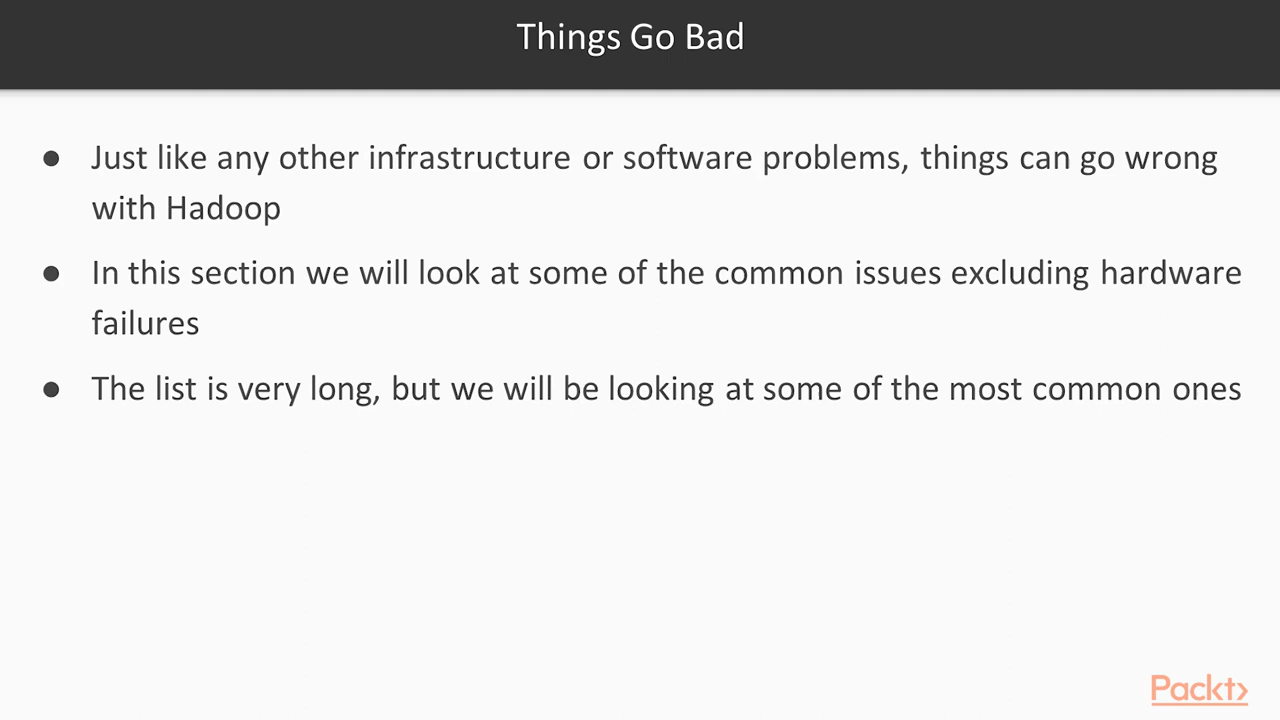 Things Go Bad
● Just like any other infrastructure or software problems, things can go wrong
with Hadoop
● In this section we will look at some of the common issues excluding hardware
failures
● The list is very long, but we will be looking at some of the most common ones
Packt>